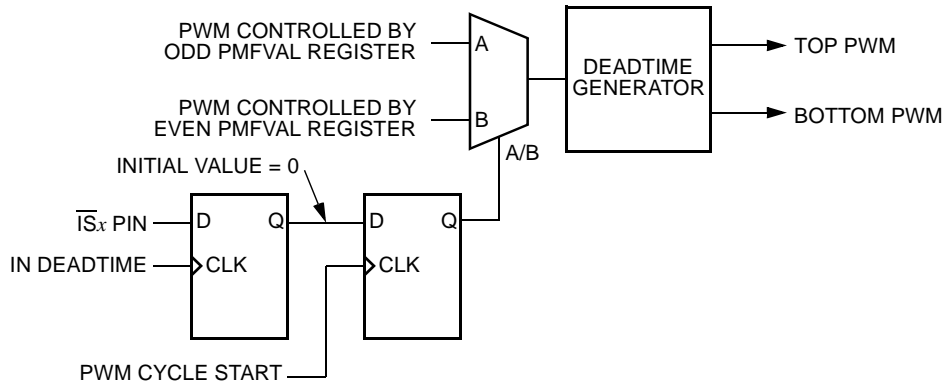 PWM CONTROLLED BY
ODD PMFVAL REGISTER
A
DEADTIME
GENERATOR
TOP PWM
PWM CONTROLLED BY
EVEN PMFVAL REGISTER
B
BOTTOM PWM
A/B
INITIAL VALUE = 0
I̅S̅x PIN
D
Q
D
Q
IN DEADTIME
CLK
CLK
PWM CYCLE START